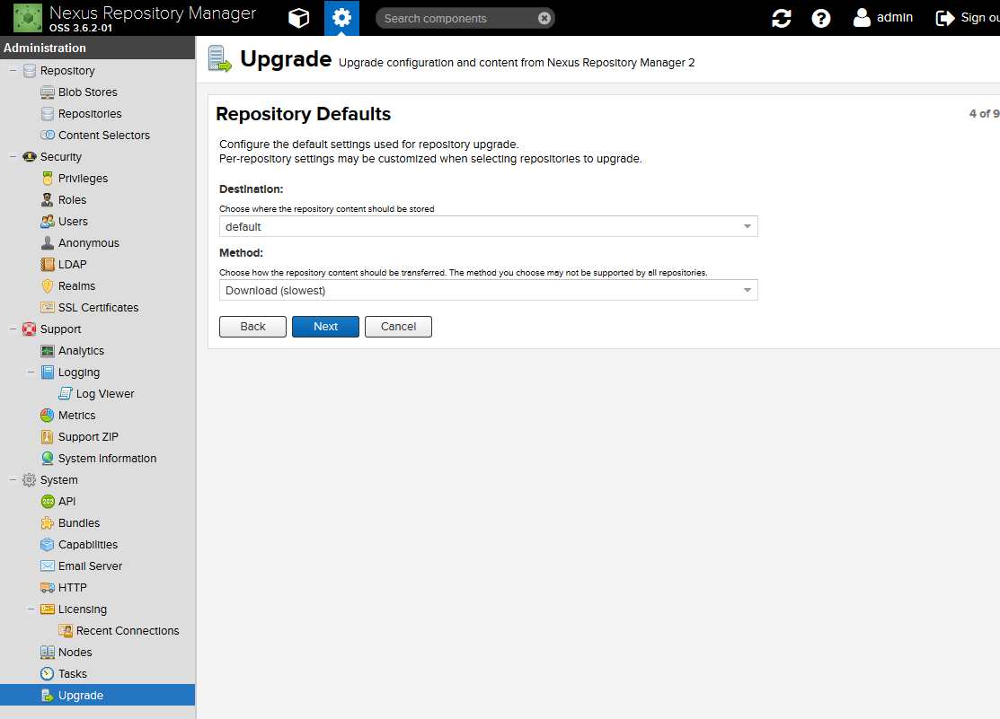 Nexus Repository Manager
OSS 3.6.2-01
Search components
admin
Sign ou
Administration
Repository
Blob Stores
Repositories
Content Selectors
Security
Privileges
Roles
Users
Anonymous
LDAP
Realms
SSL Certificates
Support
Analytics
Logging
Log Viewer
Metrics
Support ZIP
System Information
System
API
Bundles
Capabilities
Email Server
HTTP
Licensing
Recent Connections
Nodes
Tasks
Upgrade
Upgrade Upgrade configuration and content from Nexus Repository Manager 2
Repository Defaults
4 of 9
Configure the default settings used for repository upgrade.
Per-repository settings may be customized when selecting repositories to upgrade.
Destination:
Choose where the repository content should be stored
default
Method:
Choose how the repository content should be transferred. The method you choose may not be supported by all repositories.
Download (slowest)
Back
Next
Cancel